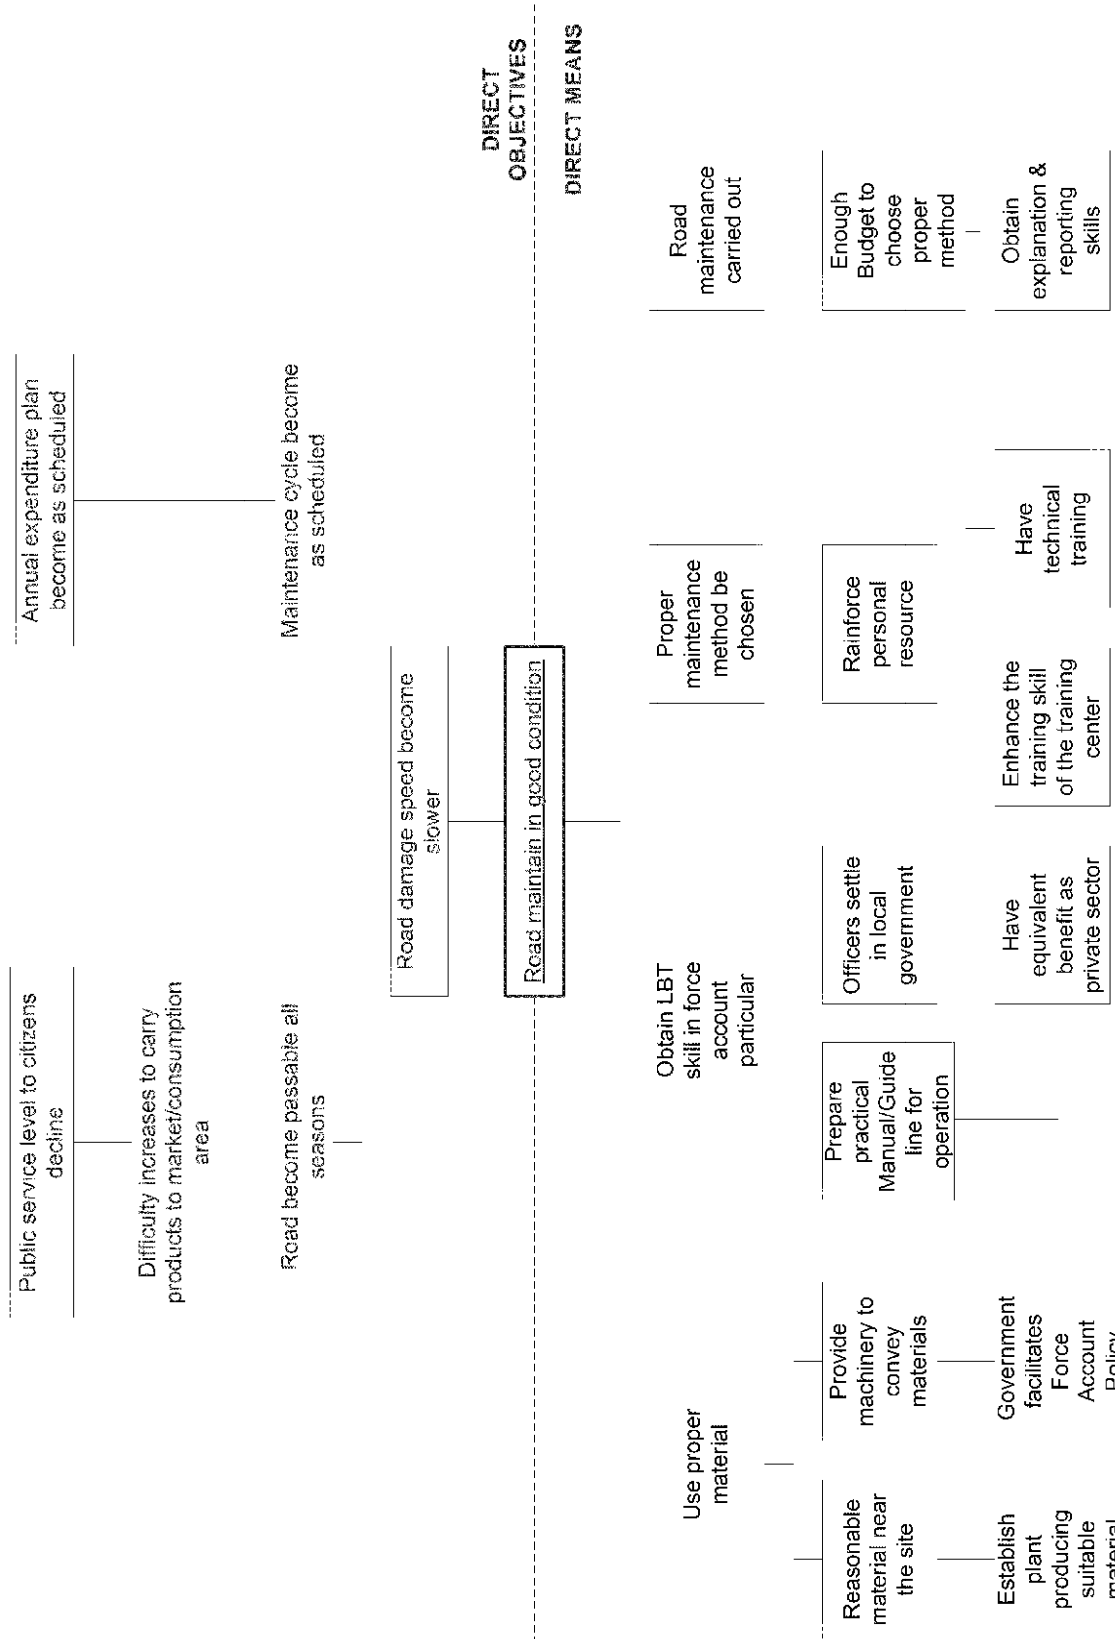 Public service level to citizens
decline
Annual expenditure plan
become as scheduled
Difficulty increases to carry
products to market/consumption
area
Road become passable all
seasons
Maintenance cycle become
as scheduled
Road damage speed become
slower
DIRECT
OBJECTIVES
Road maintain in good condition
DIRECT MEANS
Use proper
material
Obtain LBT
skill in force
account
particular
Proper
maintenance
method be
chosen
Road
maintenance
carried out
Reasonable
material near
the site
Provide
machinery to
convey
materials
Prepare
practical
Manual/Guide
line for
operation
Officers settle
in local
government
Rainforce
personal
resource
Enough
Budget to
choose
proper
method
Establish
plant
producing
suitable
material
Government
facilitates
Force
Account
Policy
Have
equivalent
benefit as
private sector
Enhance the
training skill
of the training
center
Have
technical
training
Obtain
explanation &
reporting
skills